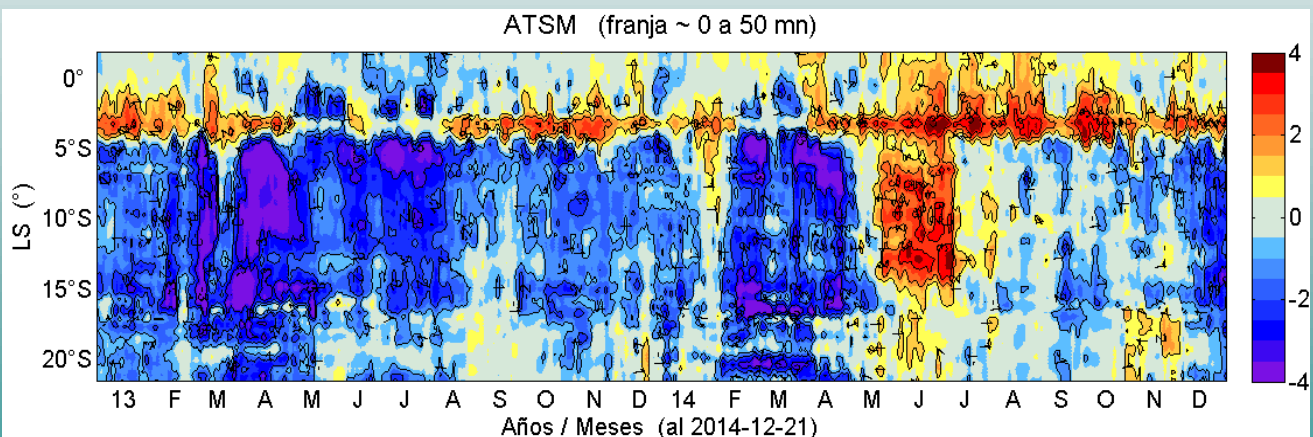 ATSM (franja ~ 0 a 50 mn)
LS (°)
0°
5°S
10°S
15°S
20°S
4
2
0
-2
-4
13 F M A M J J A S O N D 14 F M A M J J A S O N D
Años / Meses (al 2014-12-21)